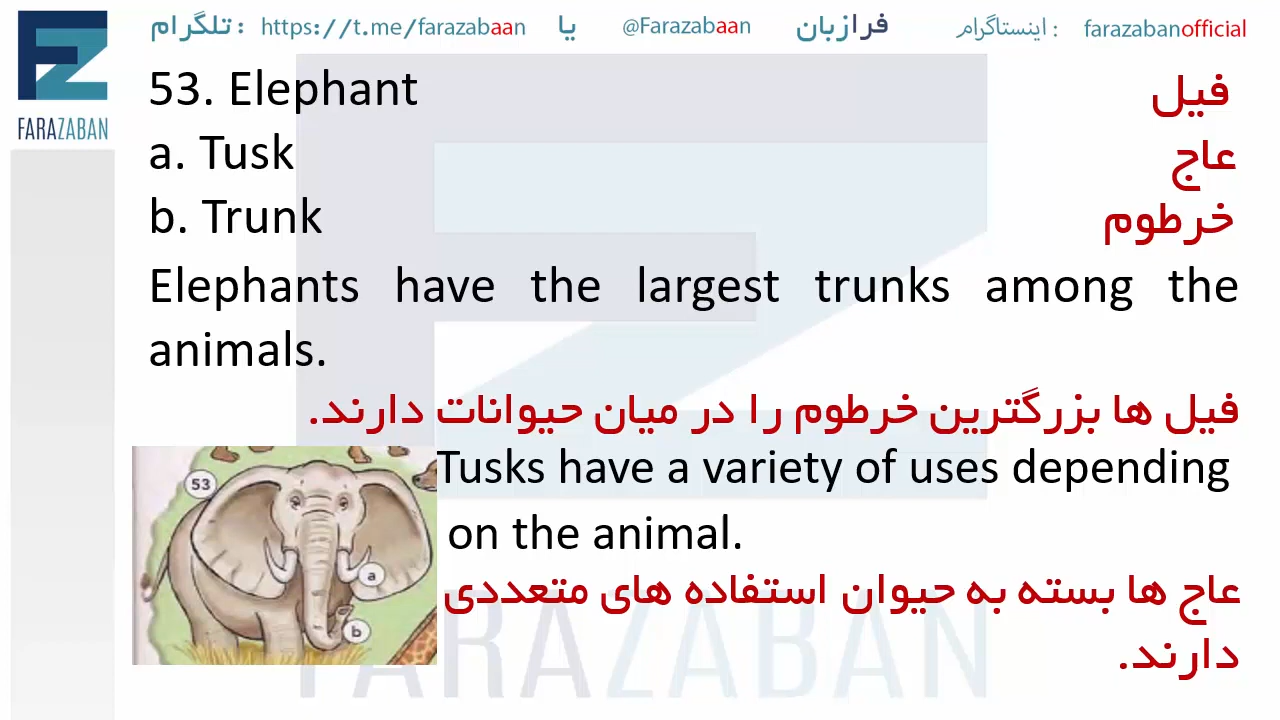 تلگرام : https://t.me/farazabaan یا @Farazabaan فرازبان اینستاگرام : farazabanofficial
FARAZABAN
53. Elephant فیل
a. Tusk عاج
b. Trunk خرطوم
Elephants have the largest trunks among the
animals.
فیل ها بزرگترین خرطوم را در میان حیوانات دارند.
Tusks have a variety of uses depending
on the animal.
عاج ها بسته به حیوان استفاده های متعددی
دارند.
53
a
b
FARAZABAN